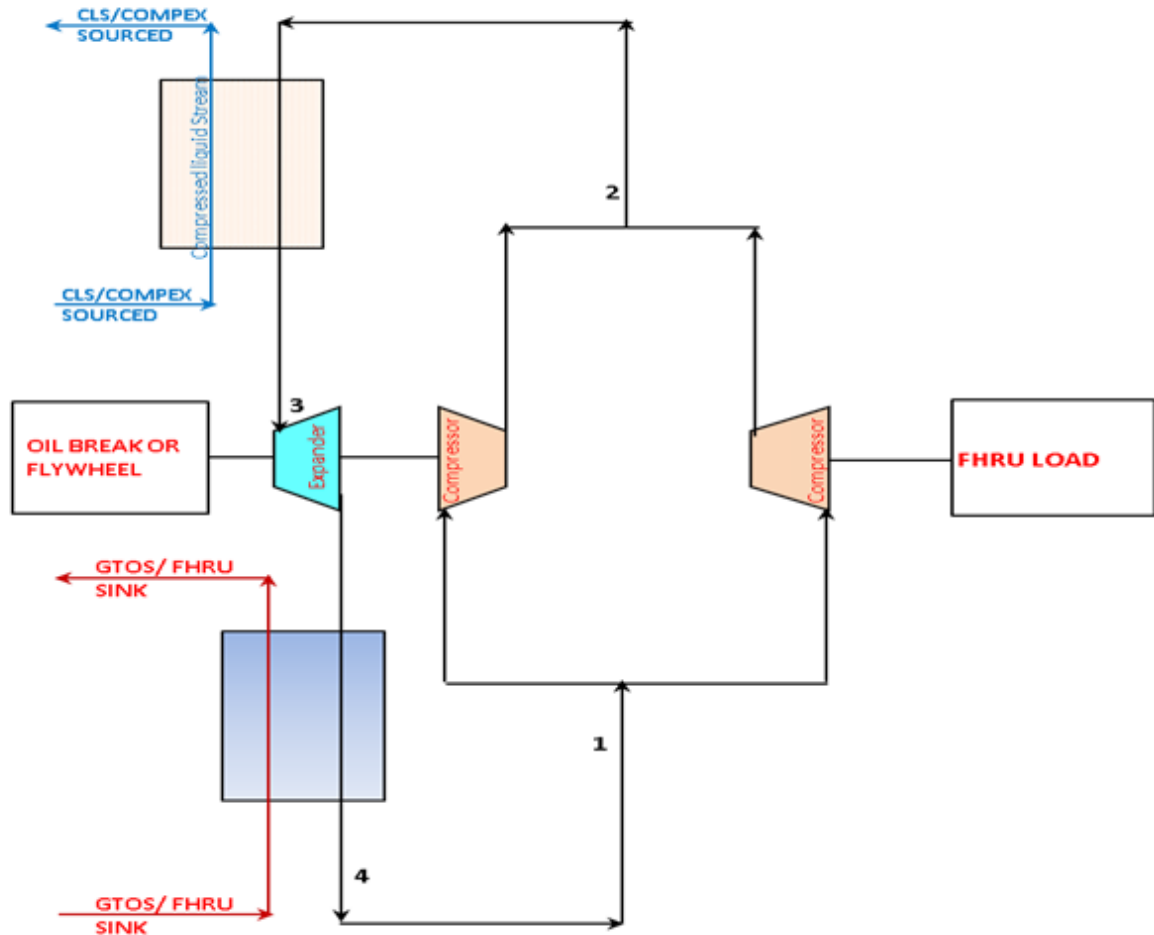 CLS/COMPEX
SOURCED
Compressed liquid Stream
2
CLS/COMPEX
SOURCED
3
OIL BREAK OR
FLYWHEEL
Expander
Compressor
Compressor
FHRU LOAD
GTOS/ FHRU
SINK
1
4
GTOS/ FHRU
SINK